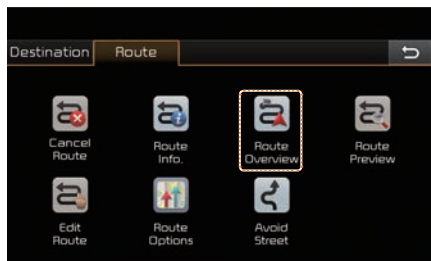 Destination Route
Cancel Route
Route Info.
Route Overview
Route Preview
Edit Route
Route Options
Avoid Street